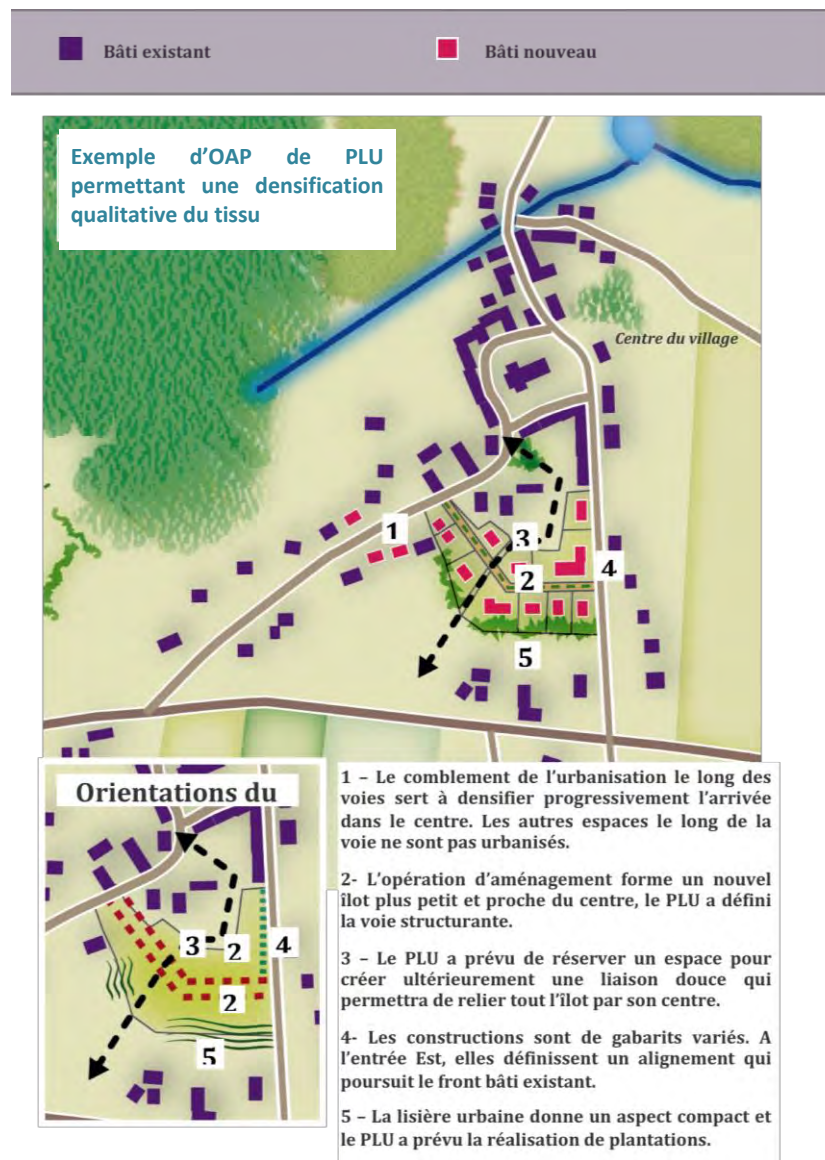 Bâti existant
Bâti nouveau
Exemple d'OAP de PLU
permettant une densification
qualitative du tissu
Centre du village
1
3
2
4
5
Orientations du
3
2
4
2
5
1 – Le comblement de l'urbanisation le long des
voies sert à densifier progressivement l'arrivée
dans le centre. Les autres espaces le long de la
voie ne sont pas urbanisés.
2- L'opération d'aménagement forme un nouvel
îlot plus petit et proche du centre, le PLU a défini
la voie structurante.
3 – Le PLU a prévu de réserver un espace pour
créer ultérieurement une liaison douce qui
permettra de relier tout l'îlot par son centre.
4- Les constructions sont de gabarits variés. A
l'entrée Est, elles définissent un alignement qui
poursuit le front bâti existant.
5 – La lisière urbaine donne un aspect compact et
le PLU a prévu la réalisation de plantations.